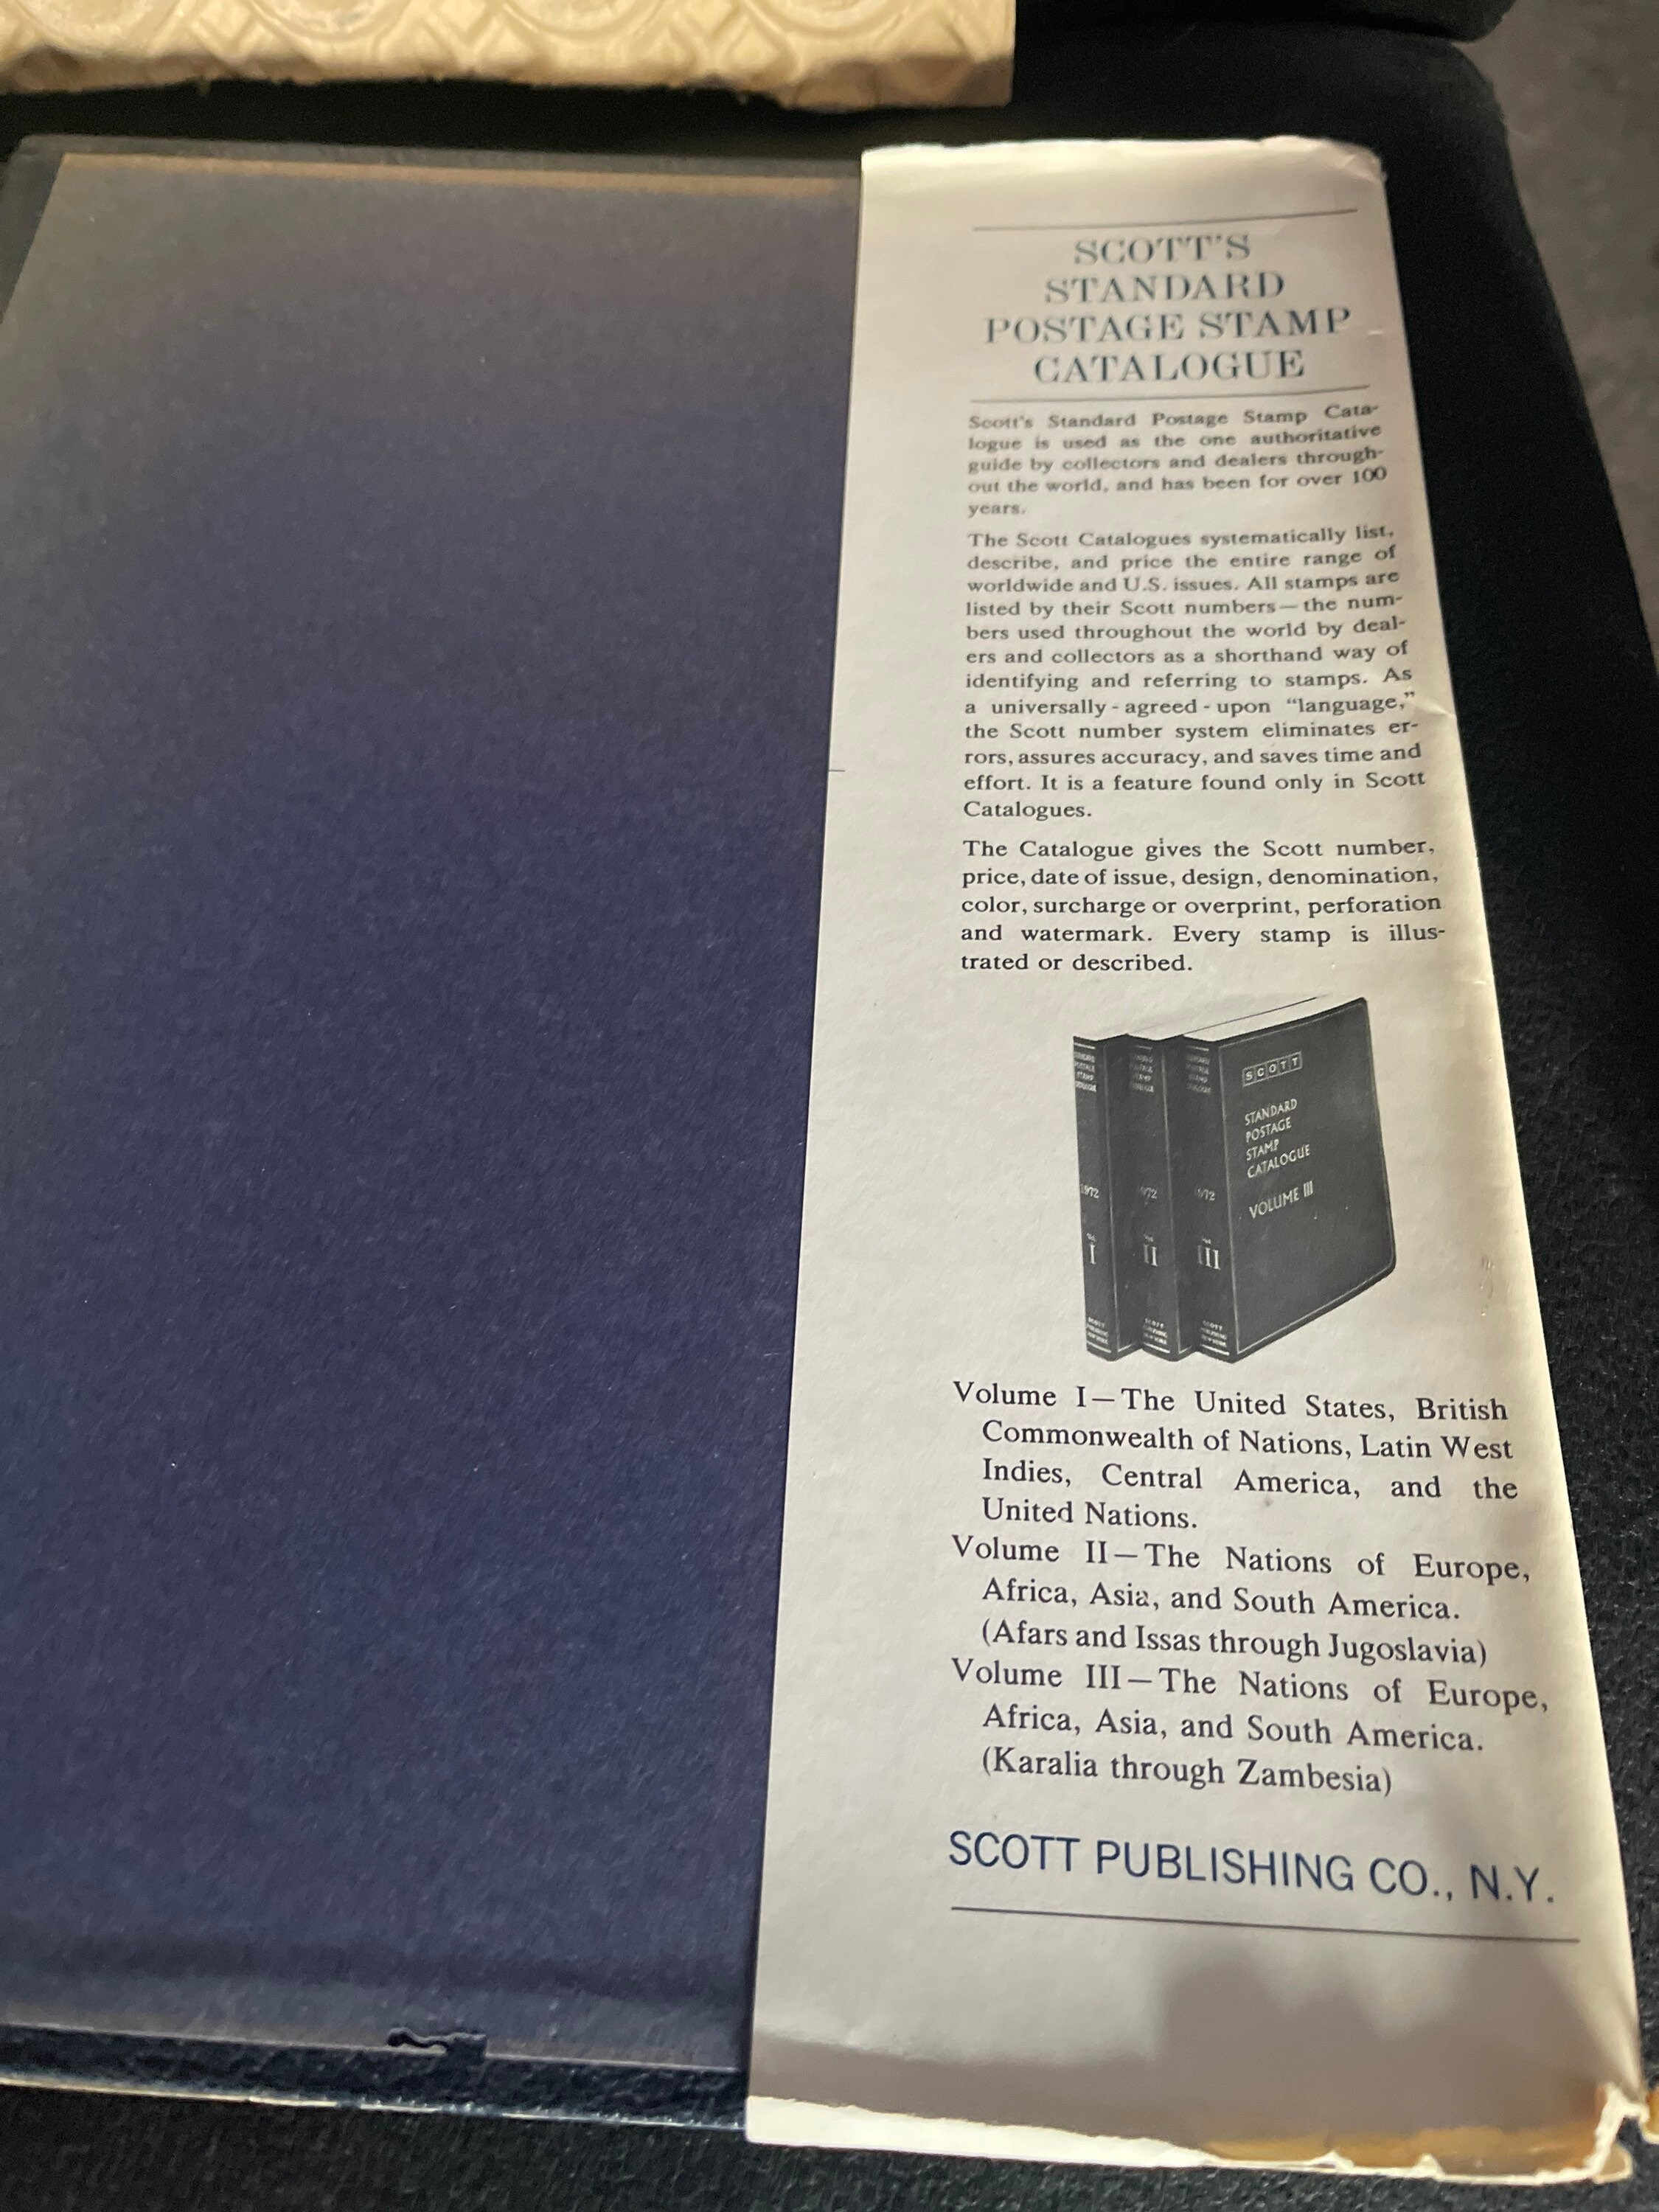 SCOTT'S
STANDARD
POSTAGE STAMP
CATALOGUE
Scott's Standard Postage Stamp Cata-
logue is used as the one authoritative
guide by collectors and dealers through-
out the world, and has been for over 100
years.
The Scott Catalogues systematically list,
describe, and price the entire range of
worldwide and U.S. issues. All stamps are
listed by their Scott numbers—the num-
bers used throughout the world by deal-
ers and collectors as a shorthand way of
identifying and referring to stamps. As
a universally-agreed-upon “language,”
the Scott number system eliminates er-
rors, assures accuracy, and saves time and
effort. It is a feature found only in Scott
Catalogues.
The Catalogue gives the Scott number,
price, date of issue, design, denomination,
color, surcharge or overprint, perforation
and watermark. Every stamp is illus-
trated or described.
SCOTT
STANDARD
POSTAGE
STAMP
CATALOGUE
VOLUME III
1972
I
1972
II
1972
III
Volume I—The United States, British
Commonwealth of Nations, Latin West
Indies, Central America, and the
United Nations.
Volume II—The Nations of Europe,
Africa, Asia, and South America.
(Afars and Issas through Jugoslavia)
Volume III—The Nations of Europe,
Africa, Asia, and South America.
(Karalia through Zambesia)
SCOTT PUBLISHING CO., N.Y.